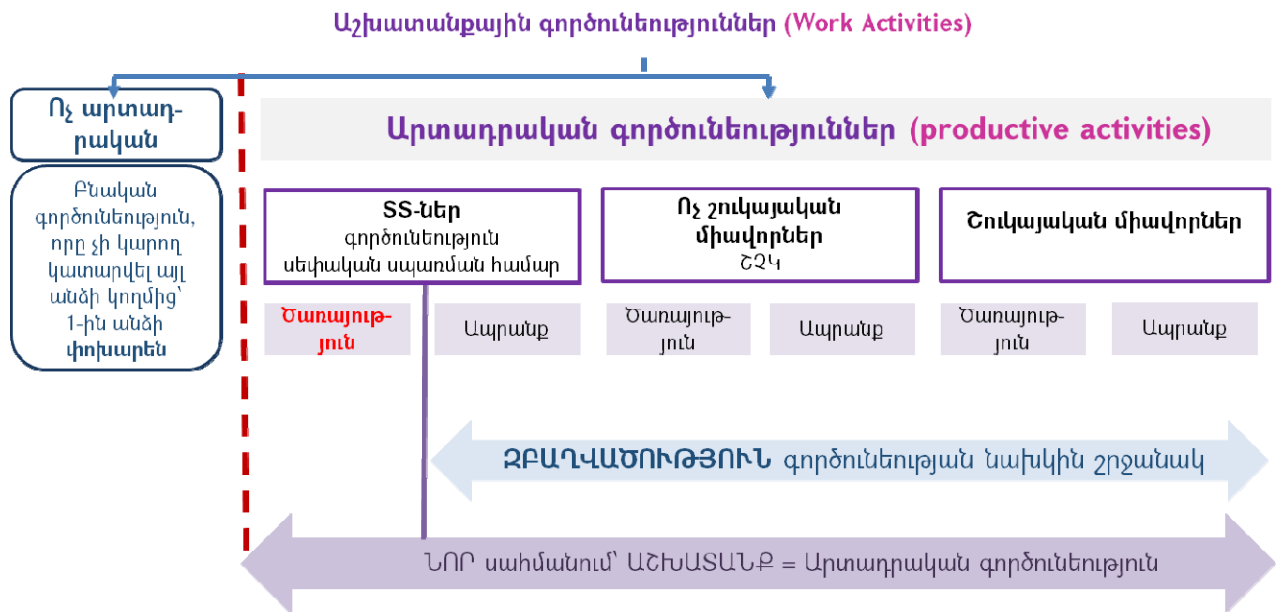 Աշխատանքային գործունեություններ (Work Activities)
Ոչ արտադ-
րական
Արտադրական գործունեություններ (productive activities)
Բնական
գործունեություն,
որը չի կարող
կատարվել այլ
անձի կողմից՝
1-ին անձի
փոխարեն
SS-ներ
գործունեություն
սեփական սպառման համար
Ոչ շուկայական
միավորներ
ՇՉԿ
Շուկայական միավորներ
Ծառայութ-
յուն
Ապրանք
Ծառայութ-
յուն
Ապրանք
Ծառայութ-
յուն
Ապրանք
ԶԲԱՂՎԱԾՈՒԹՅՈՒՆ գործունեության նախկին շրջանակ
ՆՈՐ սահմանում՝ ԱՇԽԱՏԱՆՔ = Արտադրական գործունեություն